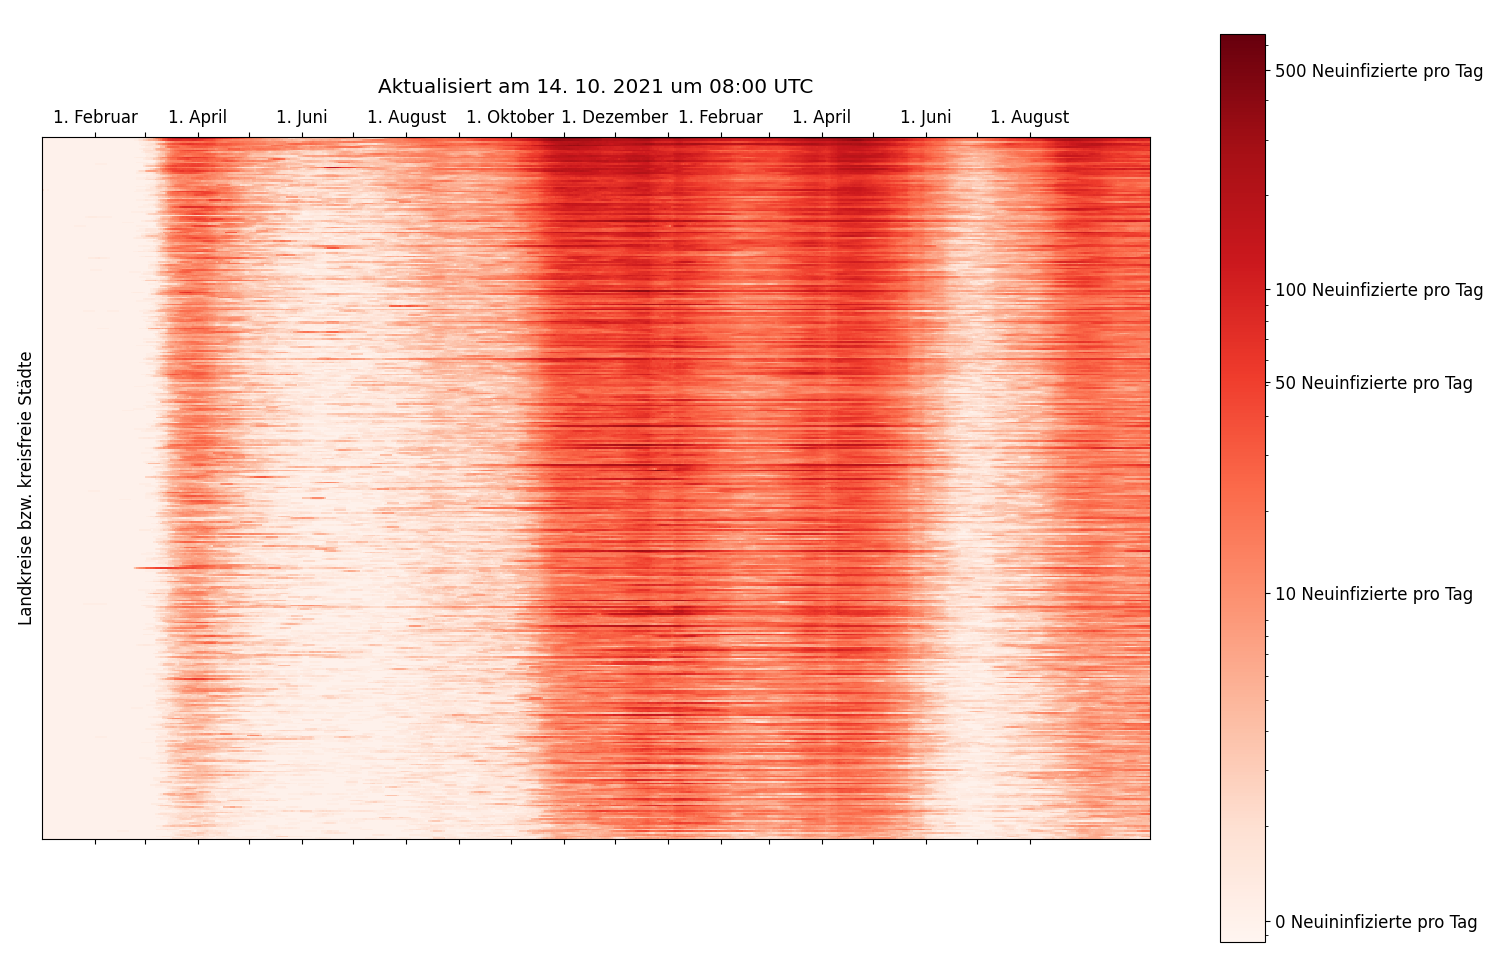 Aktualisiert am 14. 10. 2021 um 08:00 UTC
1. Februar 1. April 1. Juni 1. August 1. Oktober 1. Dezember 1. Februar 1. April 1. Juni 1. August
Landkreise bzw. kreisfreie Städte
500 Neuinfizierte pro Tag
100 Neuinfizierte pro Tag
50 Neuinfizierte pro Tag
10 Neuinfizierte pro Tag
0 Neuininfizierte pro Tag